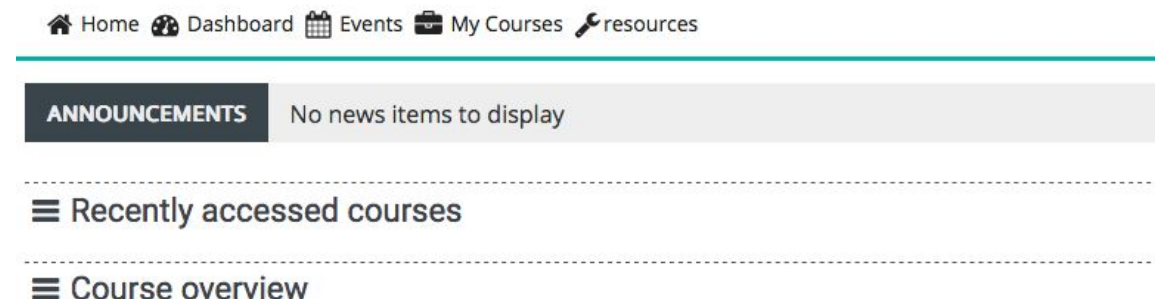 Home Dashboard Events My Courses resources
ANNOUNCEMENTS No news items to display
Recently accessed courses
Course overview